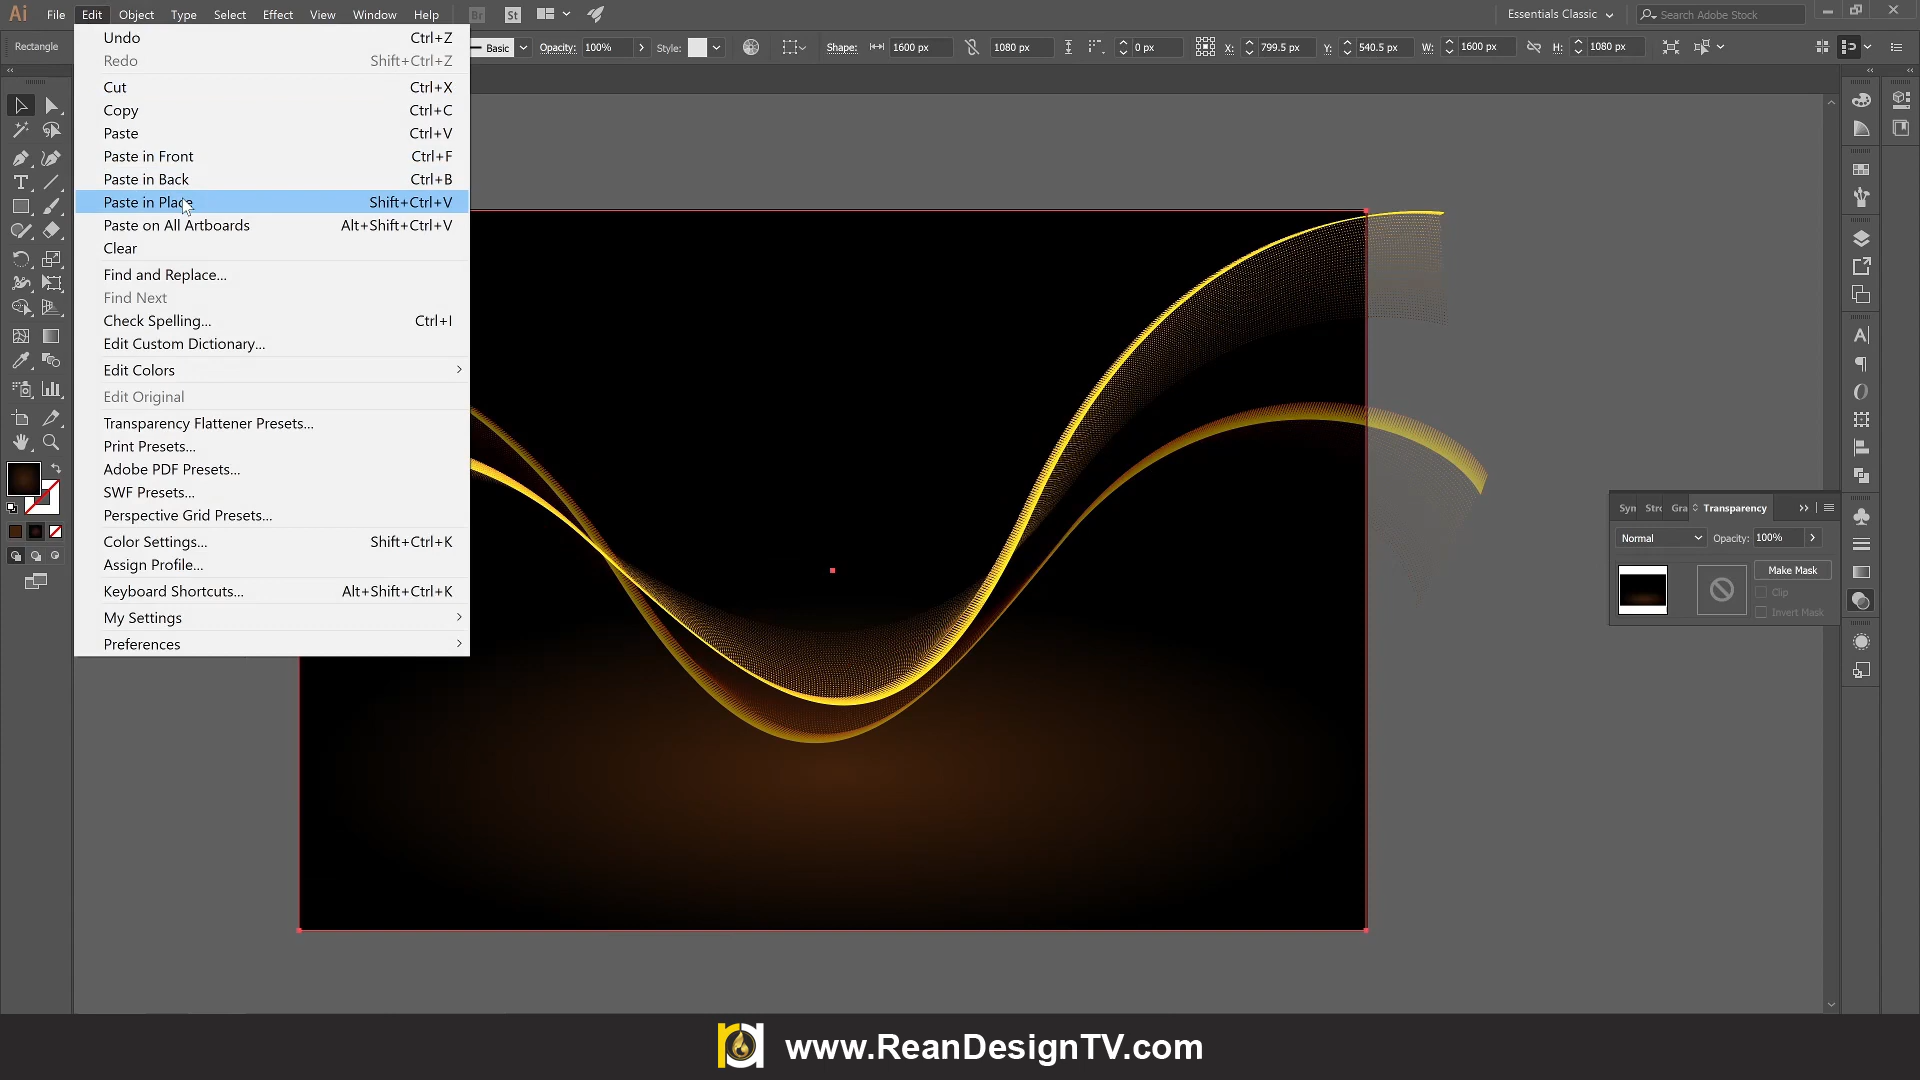 Ai File Edit Object Type Select Effect View Window Help Br St Essentials Classic Search Adobe Stock
Rectangle Basic Opacity: 100% Style: Shape: 1600 px 1080 px 0 px X: 799.5 px Y: 540.5 px W: 1600 px H: 1080 px
Undo Ctrl+Z
Redo Shift+Ctrl+Z
Cut Ctrl+X
Copy Ctrl+C
Paste Ctrl+V
Paste in Front Ctrl+F
Paste in Back Ctrl+B
Paste in Place Shift+Ctrl+V
Paste on All Artboards Alt+Shift+Ctrl+V
Clear
Find and Replace...
Find Next
Check Spelling... Ctrl+I
Edit Custom Dictionary...
Edit Colors
Edit Original
Transparency Flattener Presets...
Print Presets...
Adobe PDF Presets...
SWF Presets...
Perspective Grid Presets...
Color Settings... Shift+Ctrl+K
Assign Profile...
Keyboard Shortcuts... Alt+Shift+Ctrl+K
My Settings
Preferences
Syn Stro Gra Transparency
Normal Opacity: 100%
Make Mask
Clip
Invert Mask
www.ReanDesignTV.com